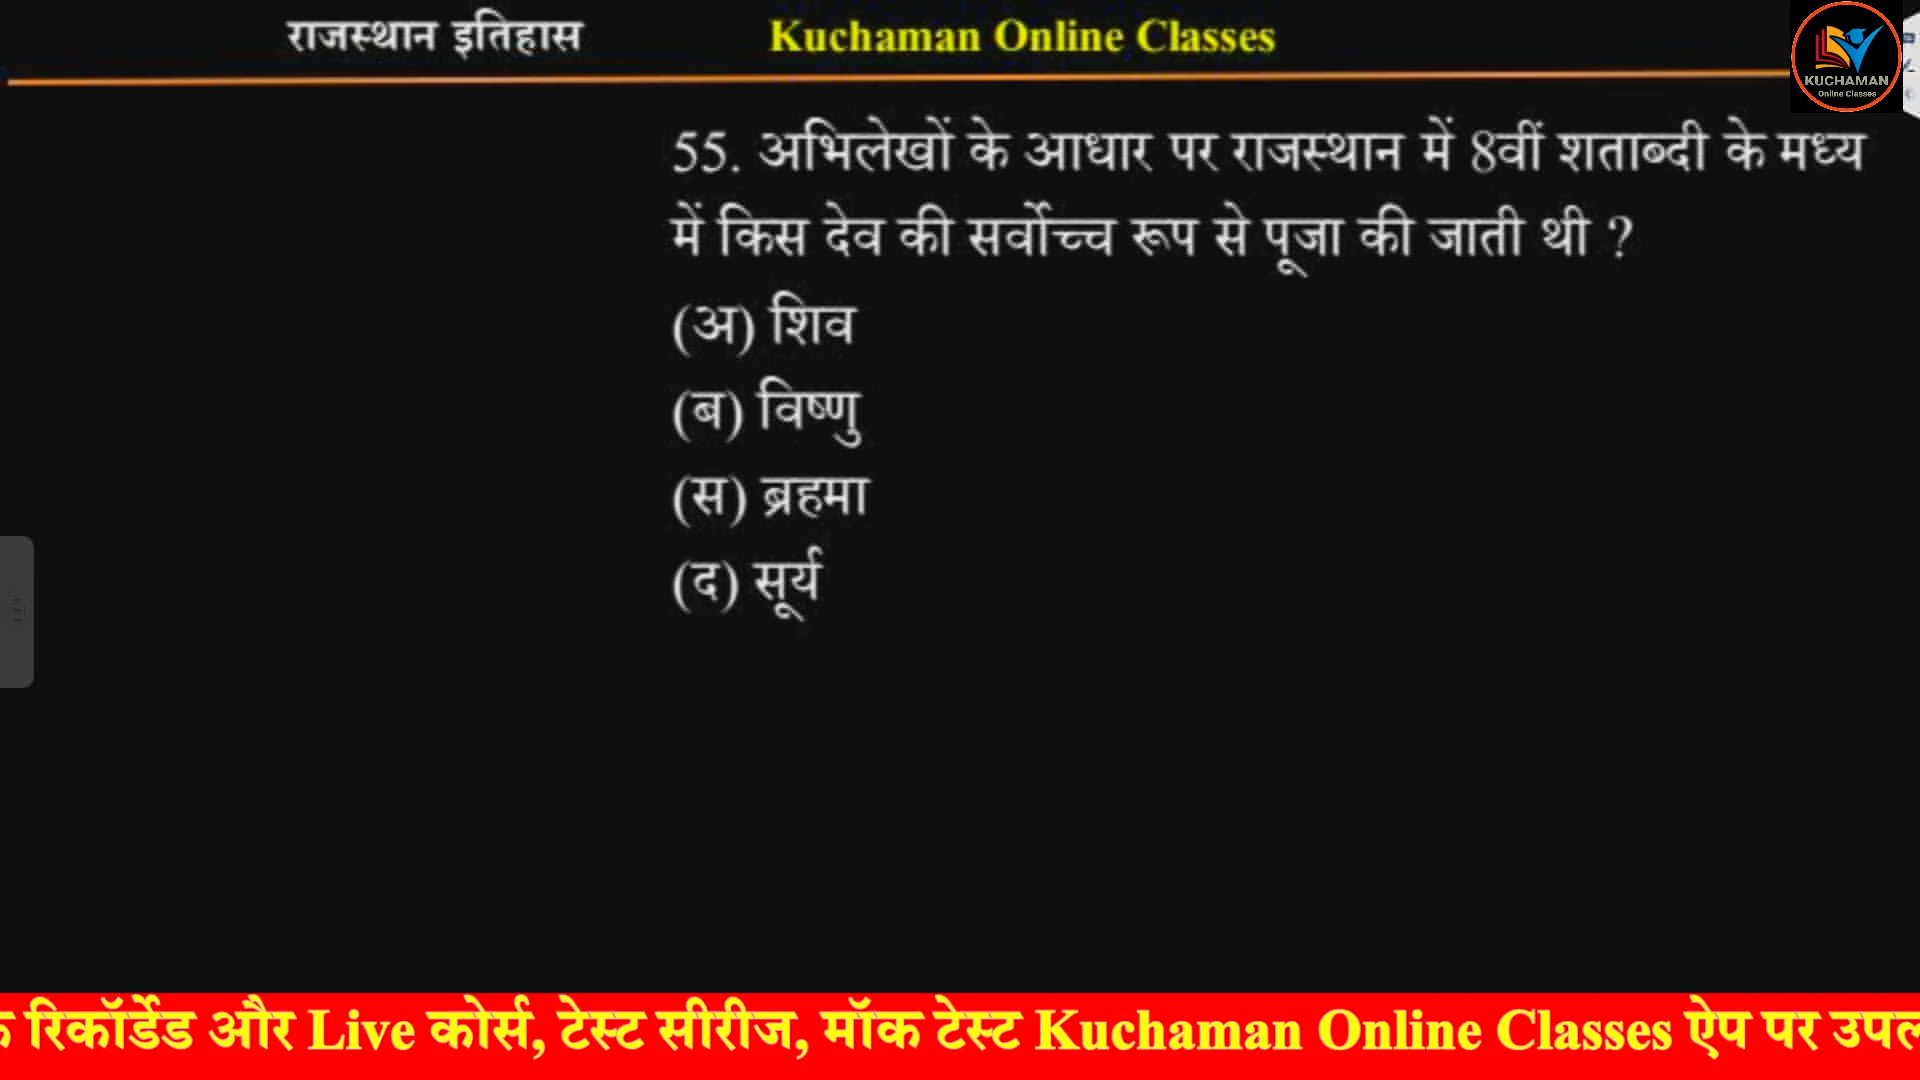 राजस्थान इतिहास
Kuchaman Online Classes
KUCHAMAN
Online Classes
55. अभिलेखों के आधार पर राजस्थान में 8वीं शताब्दी के मध्य
में किस देव की सर्वोच्च रूप से पूजा की जाती थी ?
(अ) शिव
(ब) विष्णु
(स) ब्रहमा
(द) सूर्य
रिकॉर्डेड और Live कोर्स, टेस्ट सीरीज, मॉक टेस्ट Kuchaman Online Classes ऐप पर